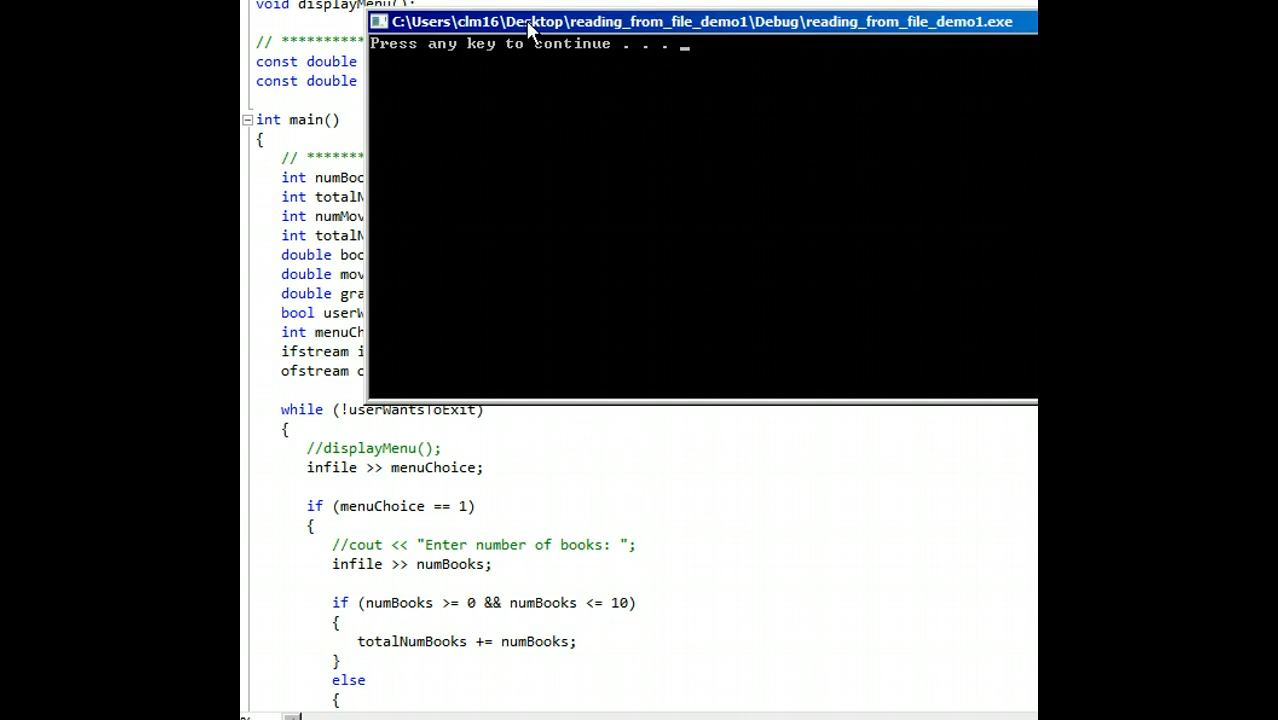 void displayMenu();
C:\Users\clm16\Desktop\reading_from_file_demo1\Debug\reading_from_file_demo1.exe
Press any key to continue . . . _
// *******
const double
const double
int main()
{
// *******
int numBoo
int totalN
int numMov
int totalN
double boo
double mov
double gra
bool userW
int menuCh
ifstream i
ofstream o
while (!userWantsToExit)
{
//displayMenu();
infile >> menuChoice;
if (menuChoice == 1)
{
//cout << "Enter number of books: ";
infile >> numBooks;
if (numBooks >= 0 && numBooks <= 10)
{
totalNumBooks += numBooks;
}
else
{
%